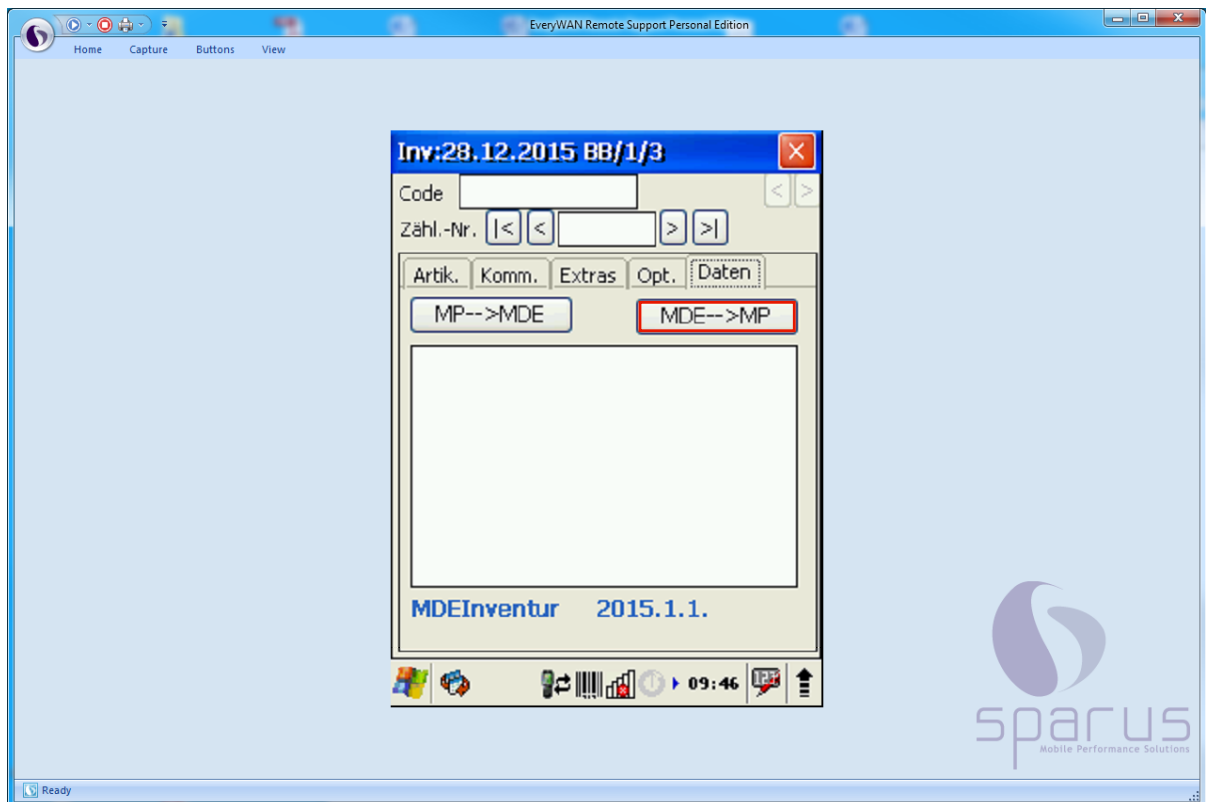 EveryWAN Remote Support Personal Edition
Home Capture Buttons View
Inv:28.12.2015 BB/1/3
Code < >
Zähl.-Nr. |< < > >|
Artik. Komm. Extras Opt. Daten
MP-->MDE MDE-->MP
MDEInventur 2015.1.1.
09:46
sparus
Mobile Performance Solutions
Ready